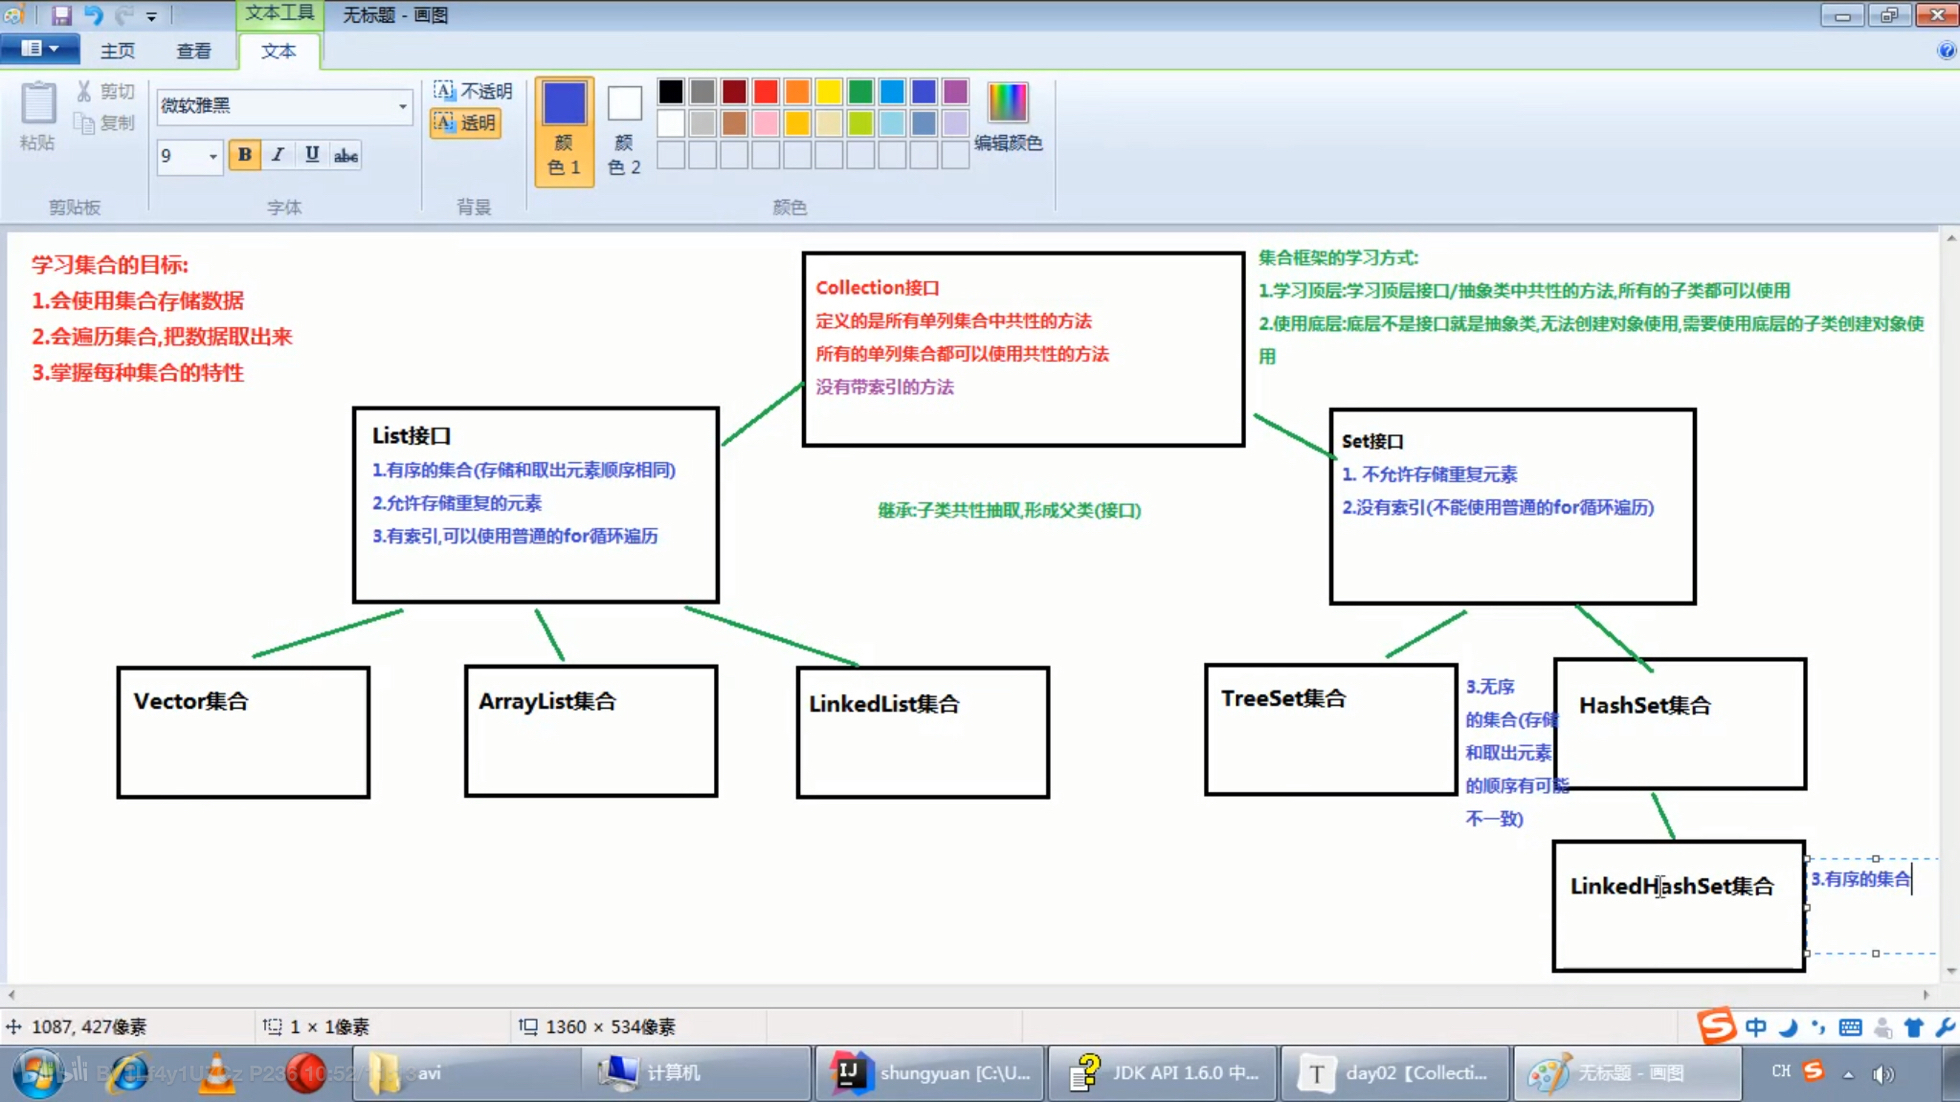 文本工具
无标题 - 画图
主页
查看
文本
粘贴
剪切
复制
剪贴板
微软雅黑
9
B I U abc
字体
不透明
透明
背景
颜色 1
颜色 2
编辑颜色
颜色
学习集合的目标:
1.会使用集合存储数据
2.会遍历集合,把数据取出来
3.掌握每种集合的特性
Collection接口
定义的是所有单列集合中共性的方法
所有的单列集合都可以使用共性的方法
没有带索引的方法
集合框架的学习方式:
1.学习顶层:学习顶层接口/抽象类中共性的方法,所有的子类都可以使用
2.使用底层:底层不是接口就是抽象类,无法创建对象使用,需要使用底层的子类创建对象使
用
List接口
1.有序的集合(存储和取出元素顺序相同)
2.允许存储重复的元素
3.有索引,可以使用普通的for循环遍历
继承:子类共性抽取,形成父类(接口)
Set接口
1. 不允许存储重复元素
2.没有索引(不能使用普通的for循环遍历)
Vector集合
ArrayList集合
LinkedList集合
TreeSet集合
3.无序
的集合(存储
和取出元素
的顺序有可能
不一致)
HashSet集合
LinkedHashSet集合
3.有序的集合
1087, 427像素
1 × 1像素
1360 × 534像素
中
P236 10:52
avi
计算机
shungyuan [C:\U...
JDK API 1.6.0 中...
day02【Collecti...
无标题 - 画图
CH